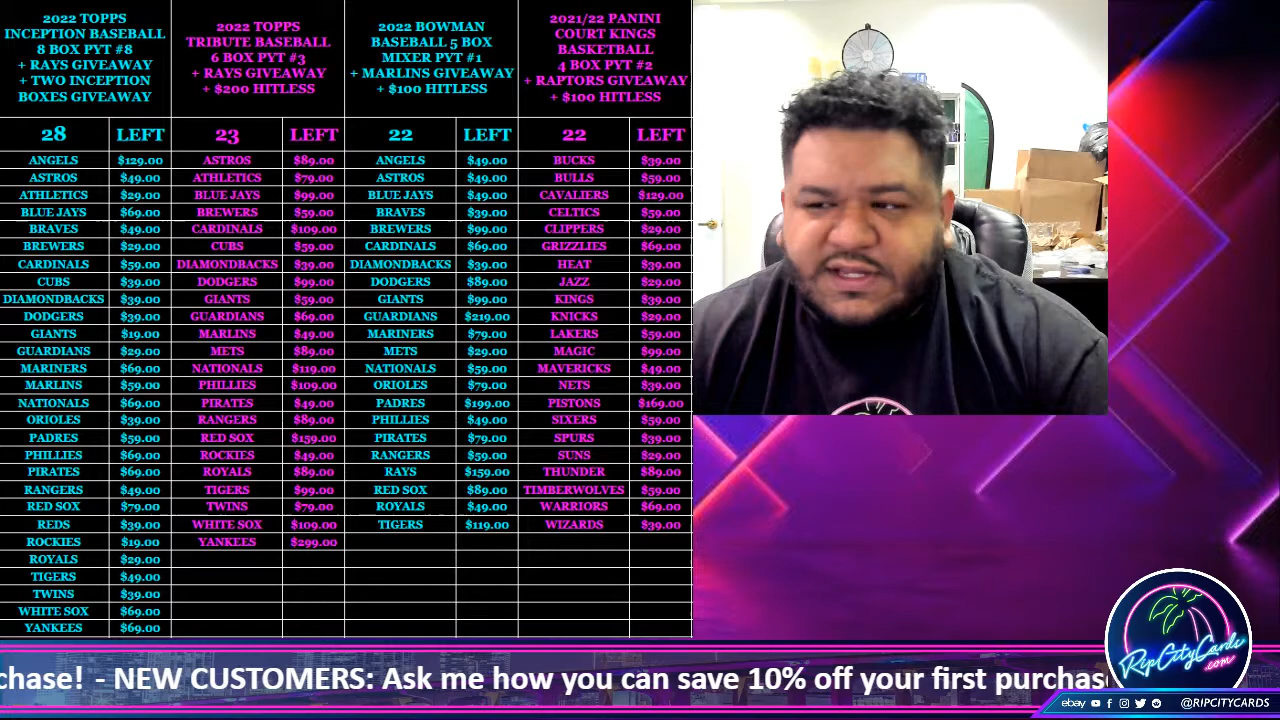 2022 TOPPS
INCEPTION BASEBALL
8 BOX PYT #8
+ RAYS GIVEAWAY
+ TWO INCEPTION
BOXES GIVEAWAY
28 LEFT
ANGELS $129.00
ASTROS $49.00
ATHLETICS $29.00
BLUE JAYS $69.00
BRAVES $49.00
BREWERS $29.00
CARDINALS $59.00
CUBS $39.00
DIAMONDBACKS $39.00
DODGERS $39.00
GIANTS $19.00
GUARDIANS $29.00
MARINERS $69.00
MARLINS $59.00
NATIONALS $69.00
ORIOLES $39.00
PADRES $59.00
PHILLIES $69.00
PIRATES $69.00
RANGERS $49.00
RED SOX $79.00
REDS $39.00
ROCKIES $19.00
ROYALS $29.00
TIGERS $49.00
TWINS $39.00
WHITE SOX $69.00
YANKEES $69.00
2022 TOPPS
TRIBUTE BASEBALL
6 BOX PYT #3
+ RAYS GIVEAWAY
+ $200 HITLESS
23 LEFT
ASTROS $89.00
ATHLETICS $79.00
BLUE JAYS $99.00
BREWERS $59.00
CARDINALS $109.00
CUBS $59.00
DIAMONDBACKS $39.00
DODGERS $99.00
GIANTS $59.00
GUARDIANS $69.00
MARLINS $49.00
METS $89.00
NATIONALS $119.00
PHILLIES $109.00
PIRATES $49.00
RANGERS $89.00
RED SOX $159.00
ROCKIES $49.00
ROYALS $89.00
TIGERS $99.00
TWINS $79.00
WHITE SOX $109.00
YANKEES $299.00
2022 BOWMAN
BASEBALL 5 BOX
MIXER PYT #1
+ MARLINS GIVEAWAY
+ $100 HITLESS
22 LEFT
ANGELS $49.00
ASTROS $49.00
BLUE JAYS $49.00
BRAVES $39.00
BREWERS $99.00
CARDINALS $69.00
DIAMONDBACKS $39.00
DODGERS $89.00
GIANTS $99.00
GUARDIANS $219.00
MARINERS $79.00
METS $29.00
NATIONALS $59.00
ORIOLES $79.00
PADRES $199.00
PHILLIES $49.00
PIRATES $79.00
RANGERS $59.00
RAYS $159.00
RED SOX $89.00
ROYALS $49.00
TIGERS $119.00
2021/22 PANINI
COURT KINGS
BASKETBALL
4 BOX PYT #2
+ RAPTORS GIVEAWAY
+ $100 HITLESS
22 LEFT
BUCKS $39.00
BULLS $59.00
CAVALIERS $129.00
CELTICS $59.00
CLIPPERS $29.00
GRIZZLIES $69.00
HEAT $39.00
JAZZ $29.00
KINGS $39.00
KNICKS $29.00
LAKERS $59.00
MAGIC $99.00
MAVERICKS $49.00
NETS $39.00
PISTONS $169.00
SIXERS $59.00
SPURS $39.00
SUNS $29.00
THUNDER $89.00
TIMBERWOLVES $59.00
WARRIORS $69.00
WIZARDS $39.00
chase! - NEW CUSTOMERS: Ask me how you can save 10% off your first purchas
RipCityCards
.com
ebay @RIPCITYCARDS